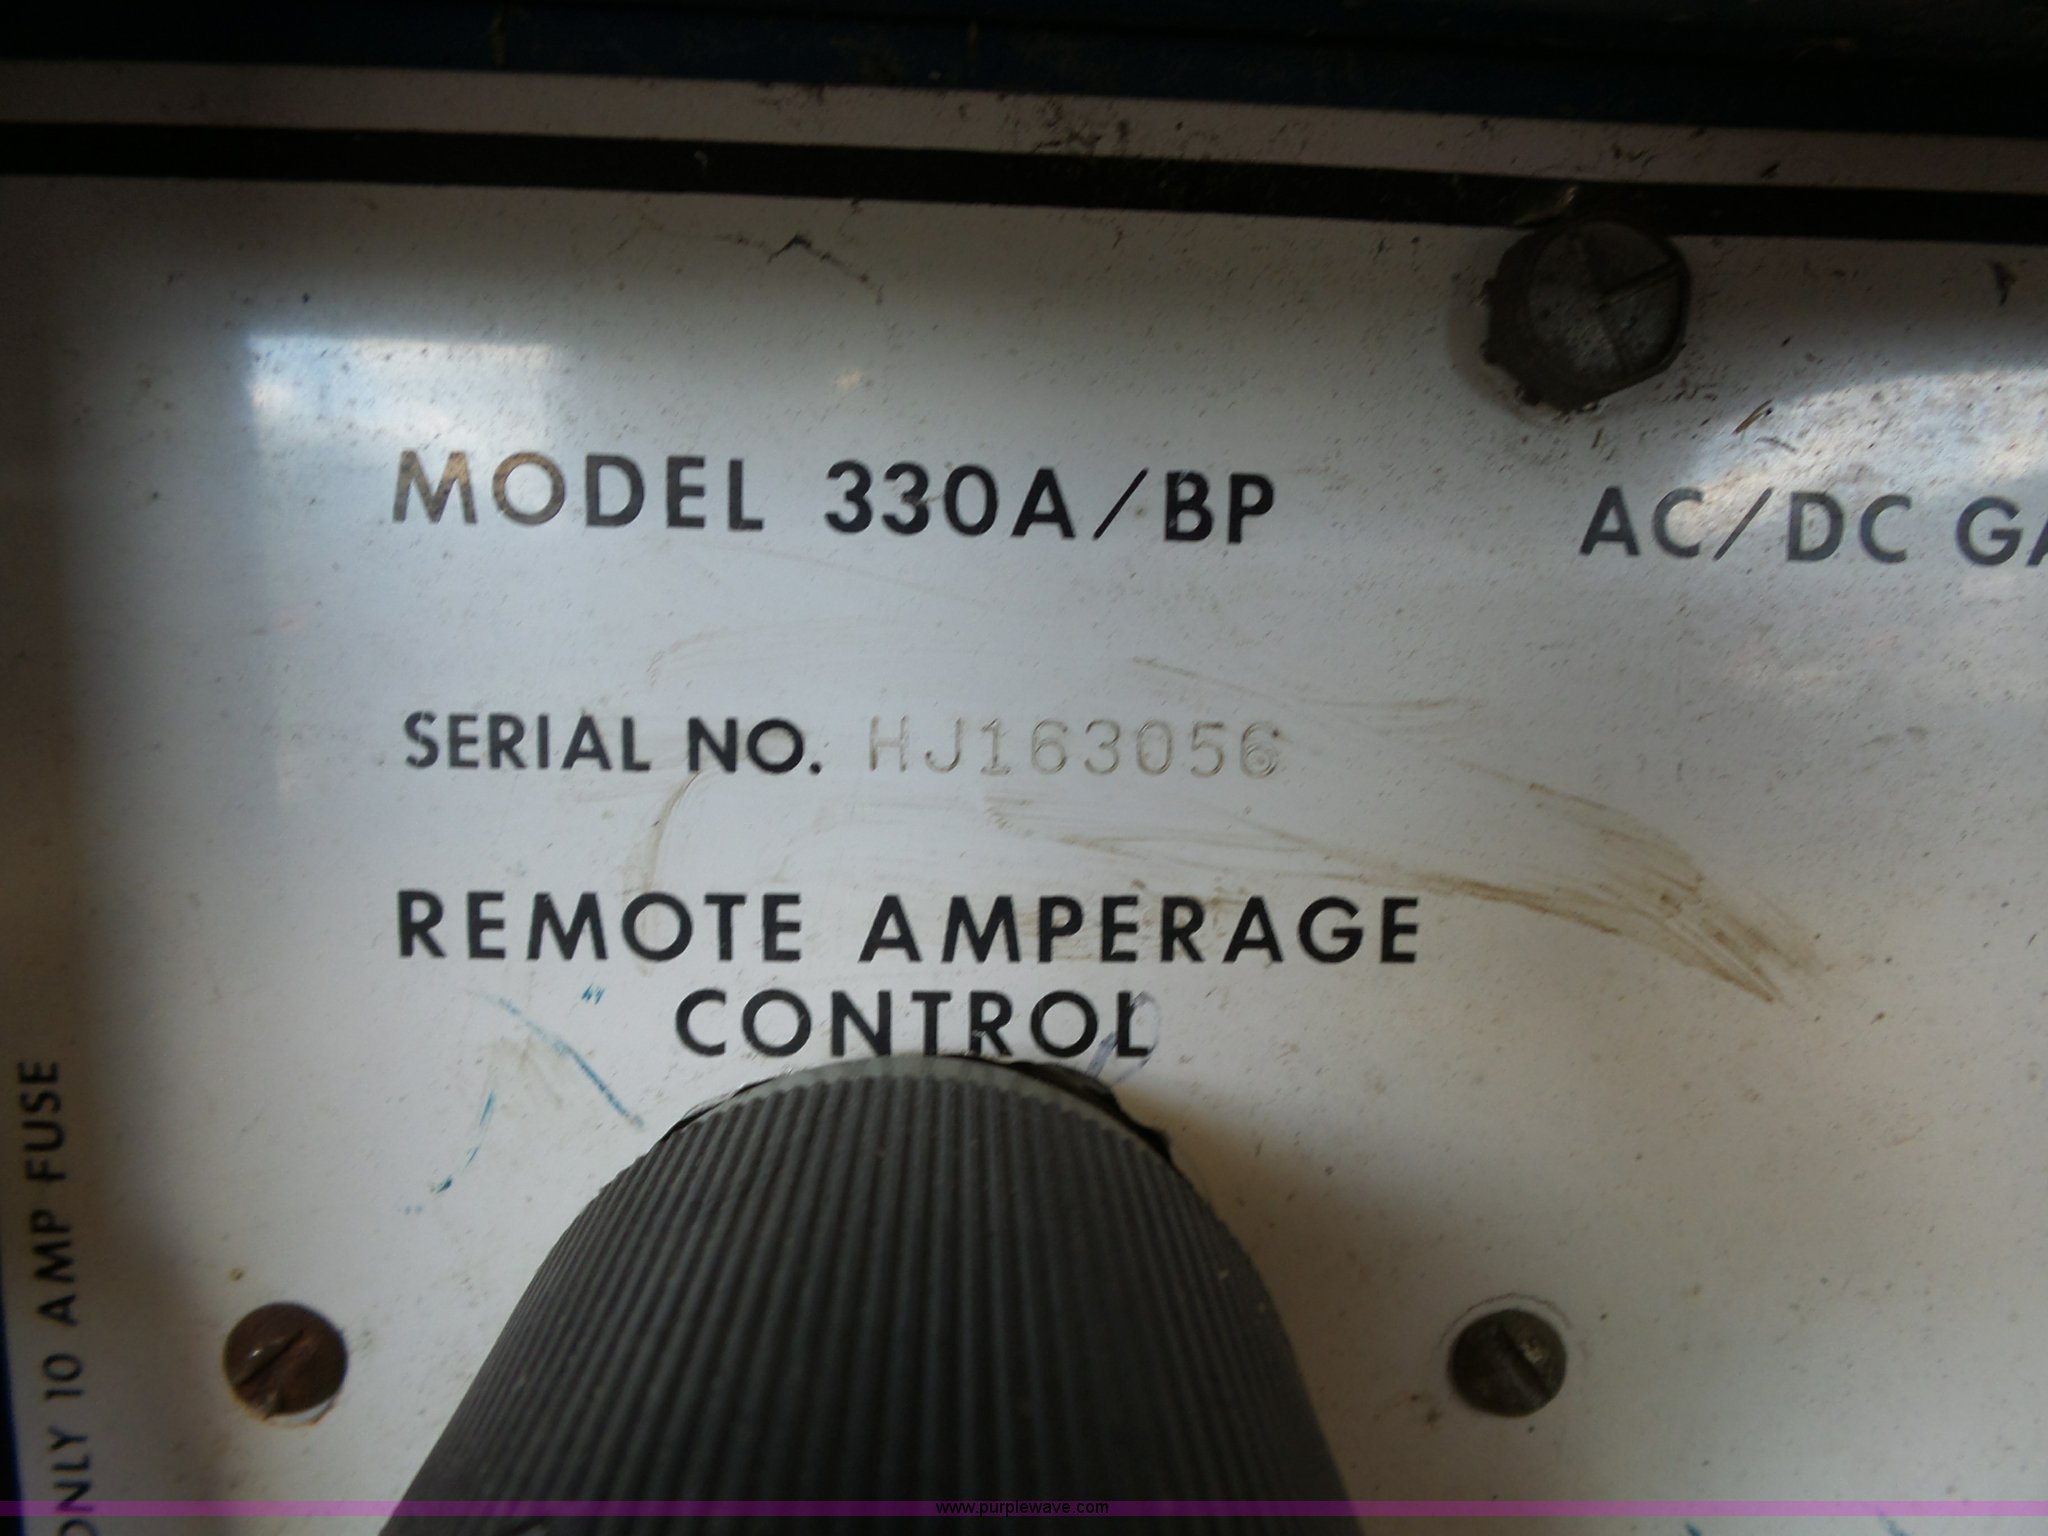 MODEL 330A/BP
AC/DC GA
SERIAL NO. HJ163056
REMOTE AMPERAGE
CONTROL
ONLY 10 AMP FUSE
www.purplewave.com